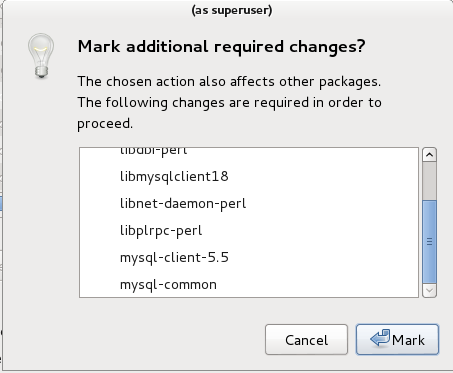 (as superuser)
Mark additional required changes?
The chosen action also affects other packages.
The following changes are required in order to
proceed.
libdbi-perl
libmysqlclient18
libnet-daemon-perl
libplrpc-perl
mysql-client-5.5
mysql-common
Cancel
Mark